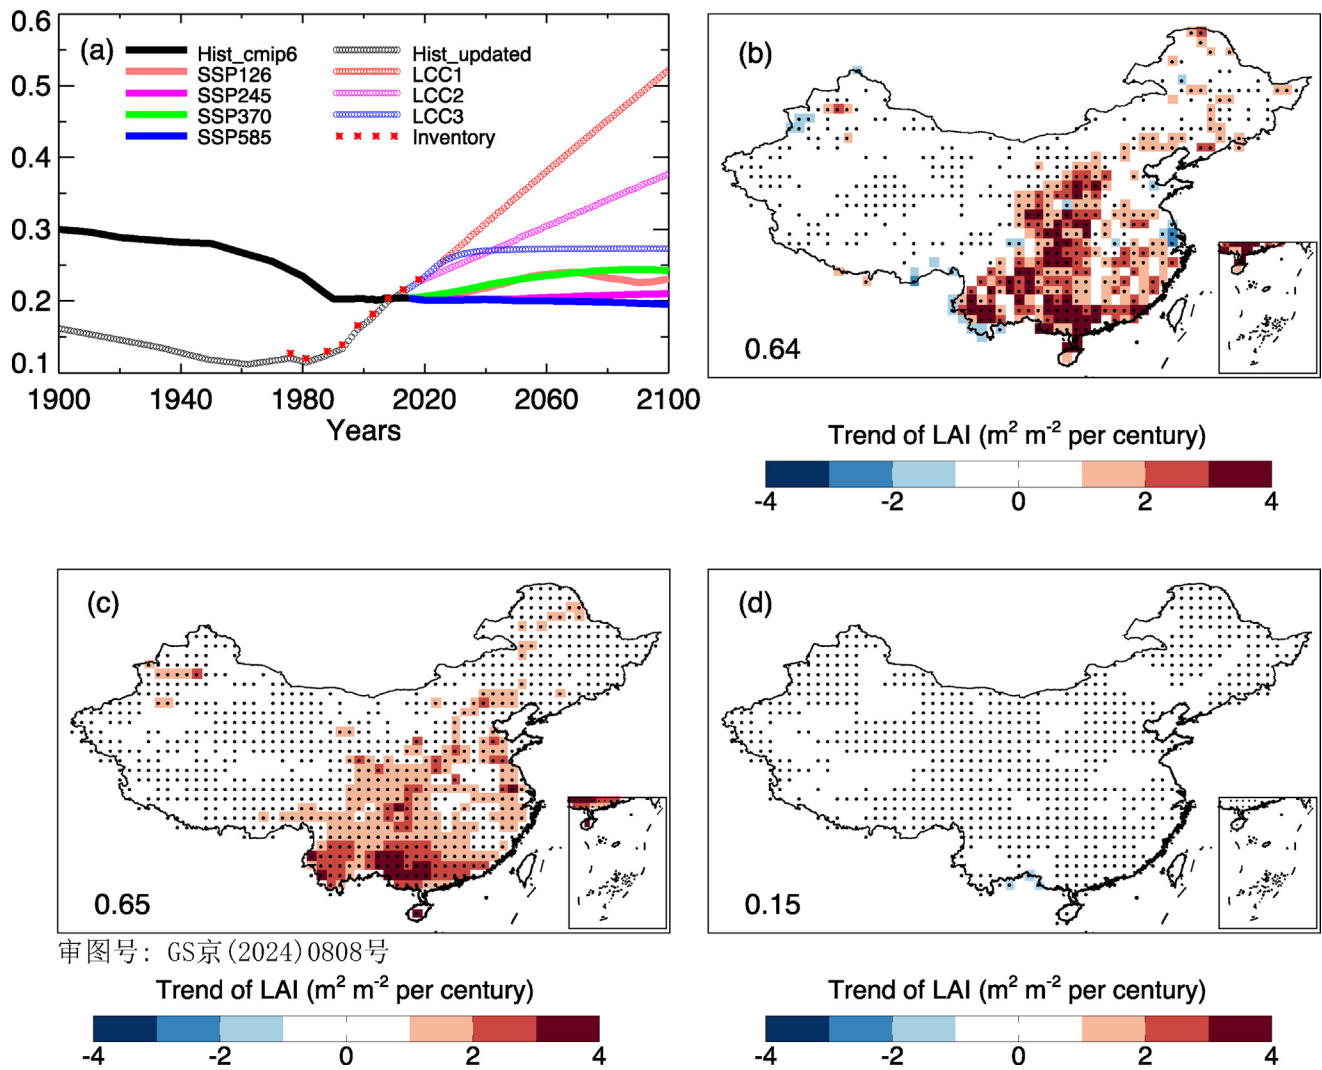 0.6
(a)
Hist_cmip6
Hist_updated
SSP126
LCC1
0.5
SSP245
LCC2
SSP370
LCC3
SSP585
Inventory
0.4
0.3
0.2
0.1
1900 1940 1980 2020 2060 2100
Years
(b)
0.64
Trend of LAI (m² m⁻² per century)
-4 -2 0 2 4
(c)
0.65
审图号: GS京(2024)0808号
Trend of LAI (m² m⁻² per century)
-4 -2 0 2 4
(d)
0.15
Trend of LAI (m² m⁻² per century)
-4 -2 0 2 4